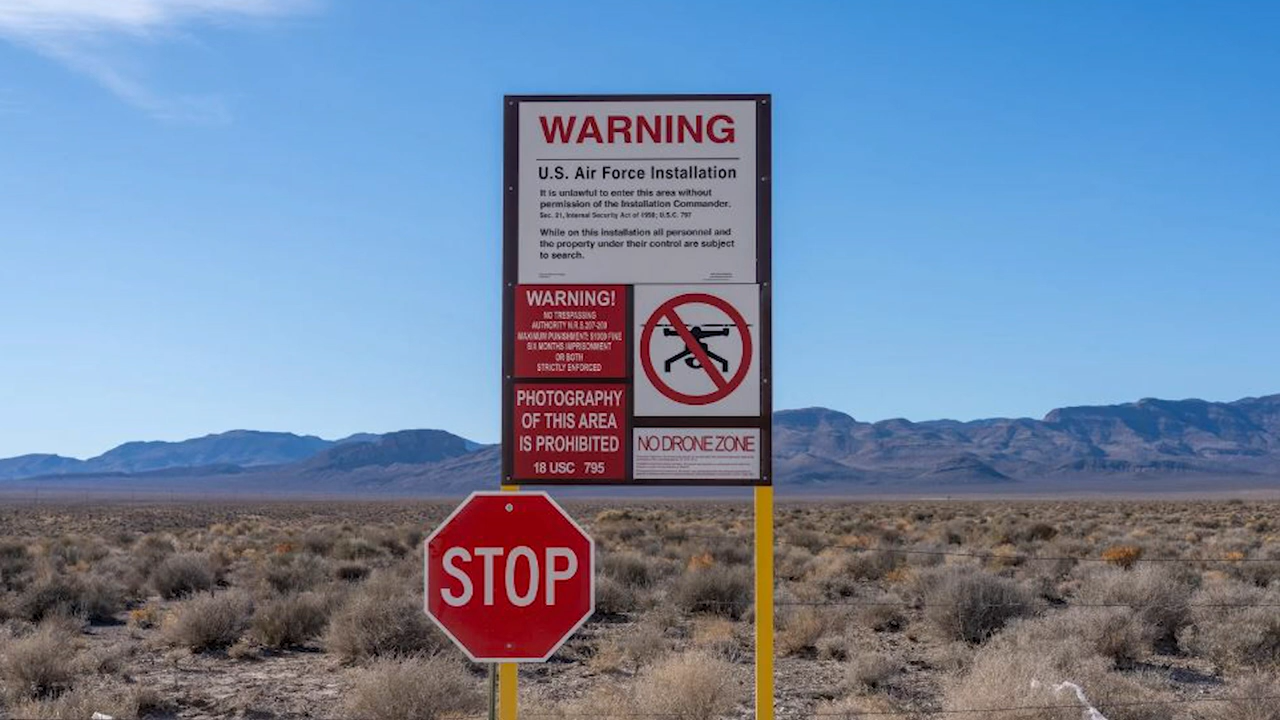 WARNING
U.S. Air Force Installation
It is unlawful to enter this area without
permission of the Installation Commander.
Sec. 21, Internal Security Act of 1950; U.S.C. 797
While on this installation all personnel and
the property under their control are subject
to search.
WARNING!
NO TRESPASSING
AUTHORITY N.R.S.207-200
MAXIMUM PUNISHMENT: $1000 FINE
SIX MONTHS IMPRISONMENT
OR BOTH
STRICTLY ENFORCED
PHOTOGRAPHY
OF THIS AREA
IS PROHIBITED
18 USC 795
NO DRONE ZONE
STOP